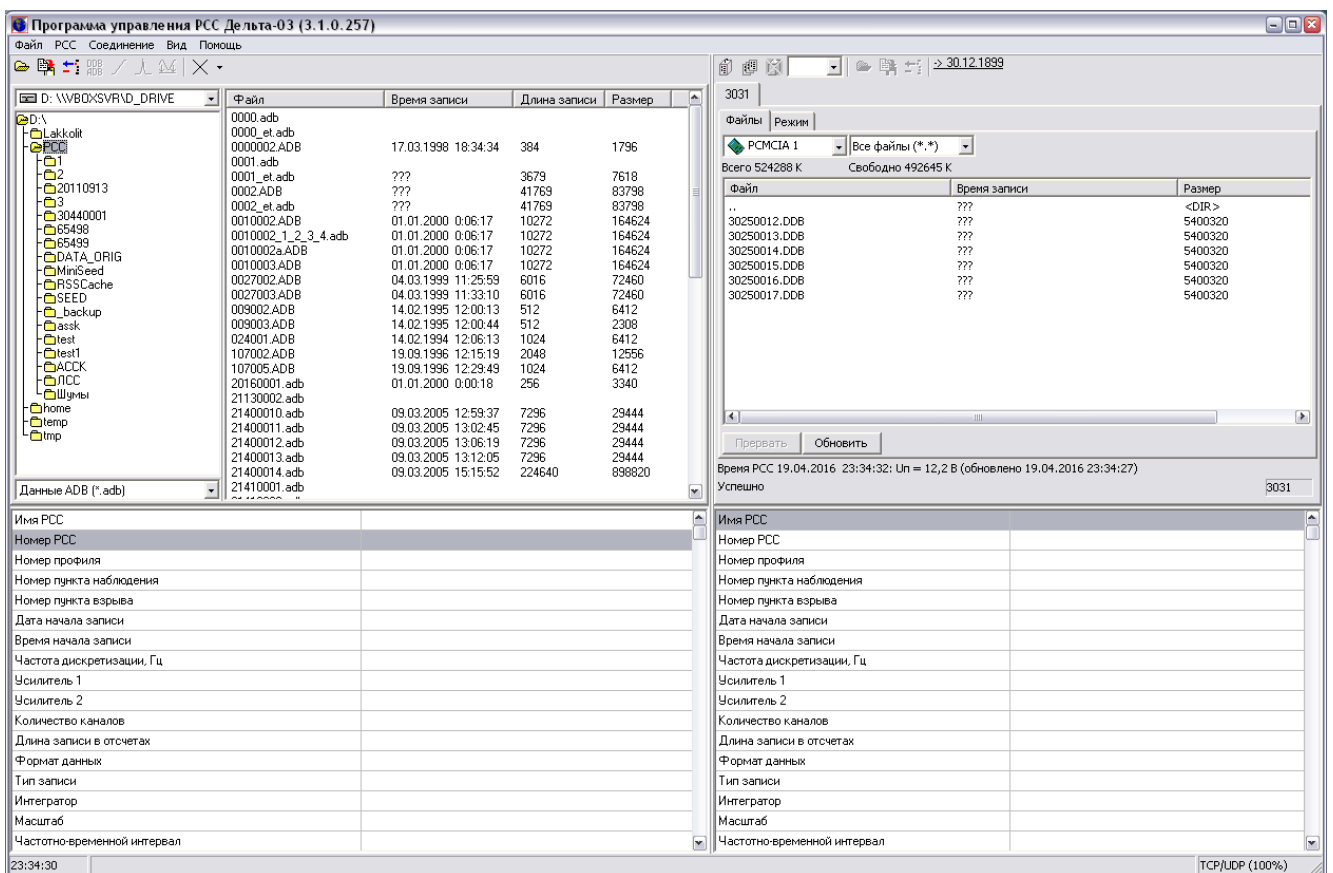 Программа управления РСС Дельта-03 (3.1.0.257)
Файл РСС Соединение Вид Помощь
DDB
ADB
-> 30.12.1899
D: \\VBOXSVR\D_DRIVE
D:\
Lakkolit
РСС
1
2
20110913
3
30440001
65498
65499
DATA_ORIG
MiniSeed
RSSCache
SEED
_backup
assk
test
test1
АССК
ЛСС
Шумы
home
temp
tmp
Данные ADB (*.adb)
Файл Время записи Длина записи Размер
0000.adb
0000_et.adb
0000002.ADB 17.03.1998 18:34:34 384 1796
0001.adb
0001_et.adb ??? 3679 7618
0002.ADB ??? 41769 83798
0002_et.adb ??? 41769 83798
0010002.ADB 01.01.2000 0:06:17 10272 164624
0010002_1_2_3_4.adb 01.01.2000 0:06:17 10272 164624
0010002a.ADB 01.01.2000 0:06:17 10272 164624
0010003.ADB 01.01.2000 0:06:17 10272 164624
0027002.ADB 04.03.1999 11:25:59 6016 72460
0027003.ADB 04.03.1999 11:33:10 6016 72460
009002.ADB 14.02.1995 12:00:13 512 6412
009003.ADB 14.02.1995 12:00:44 512 2308
024001.ADB 14.02.1994 12:06:13 1024 6412
107002.ADB 19.09.1996 12:15:19 2048 12556
107005.ADB 19.09.1996 12:29:49 1024 6412
20160001.adb 01.01.2000 0:00:18 256 3340
21130002.adb
21400010.adb 09.03.2005 12:59:37 7296 29444
21400011.adb 09.03.2005 13:02:45 7296 29444
21400012.adb 09.03.2005 13:06:19 7296 29444
21400013.adb 09.03.2005 13:12:05 7296 29444
21400014.adb 09.03.2005 15:15:52 224640 898820
21410001.adb
3031
Файлы Режим
PCMCIA 1 Все файлы (*.*)
Всего 524288 К Свободно 492645 К
Файл Время записи Размер
.. ??? <DIR>
30250012.DDB ??? 5400320
30250013.DDB ??? 5400320
30250014.DDB ??? 5400320
30250015.DDB ??? 5400320
30250016.DDB ??? 5400320
30250017.DDB ??? 5400320
Прервать Обновить
Время РСС 19.04.2016 23:34:32: Uп = 12,2 В (обновлено 19.04.2016 23:34:27)
Успешно 3031
Имя РСС
Номер РСС
Номер профиля
Номер пункта наблюдения
Номер пункта взрыва
Дата начала записи
Время начала записи
Частота дискретизации, Гц
Усилитель 1
Усилитель 2
Количество каналов
Длина записи в отсчетах
Формат данных
Тип записи
Интегратор
Масштаб
Частотно-временной интервал
Имя РСС
Номер РСС
Номер профиля
Номер пункта наблюдения
Номер пункта взрыва
Дата начала записи
Время начала записи
Частота дискретизации, Гц
Усилитель 1
Усилитель 2
Количество каналов
Длина записи в отсчетах
Формат данных
Тип записи
Интегратор
Масштаб
Частотно-временной интервал
23:34:30 TCP/UDP (100%)